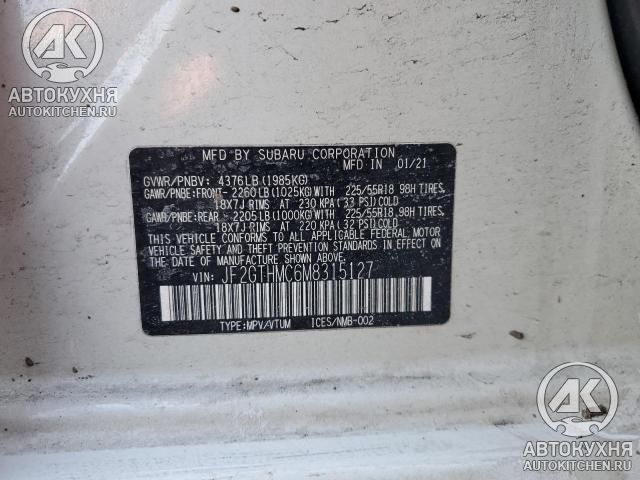 АК
АВТОКУХНЯ
AUTOKITCHEN.RU
MFD BY SUBARU CORPORATION
MFD IN 01/21
GVWR/PNBV: 4376LB(1985KG)
GAWR/PNBE:FRONT- 2260LB(1025KG)WITH 225/55R18 98H TIRES,
18X7J RIMS AT 230 KPA(33 PSI)COLD
GAWR/PNBE:REAR - 2205LB(1000KG)WITH 225/55R18 98H TIRES,
18X7J RIMS AT 220 KPA(32 PSI)COLD
THIS VEHICLE CONFORMS TO ALL APPLICABLE FEDERAL MOTOR
VEHICLE SAFETY AND BUMPER STANDARDS IN EFFECT ON THE
DATE OF MANUFACTURE SHOWN ABOVE.
VIN: JF2GTHMC6M8315127
TYPE:MPV/VTUM ICES/NMB-002
АК
АВТОКУХНЯ
AUTOKITCHEN.RU